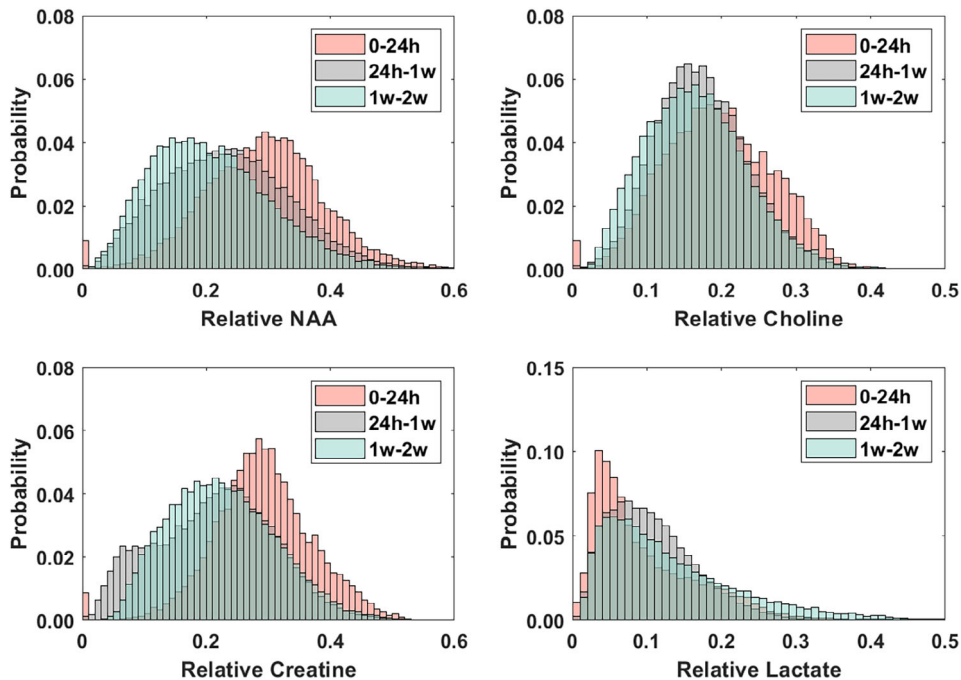 0.08
0.06
0.04
0.02
0.00
Probability
0-24h
24h-1w
1w-2w
0
0.2
0.4
0.6
Relative NAA
0.08
0.06
0.04
0.02
0.00
Probability
0-24h
24h-1w
1w-2w
0
0.1
0.2
0.3
0.4
0.5
Relative Choline
0.08
0.06
0.04
0.02
0.00
Probability
0-24h
24h-1w
1w-2w
0
0.2
0.4
0.6
Relative Creatine
0.15
0.10
0.05
0.00
Probability
0-24h
24h-1w
1w-2w
0
0.1
0.2
0.3
0.4
0.5
Relative Lactate